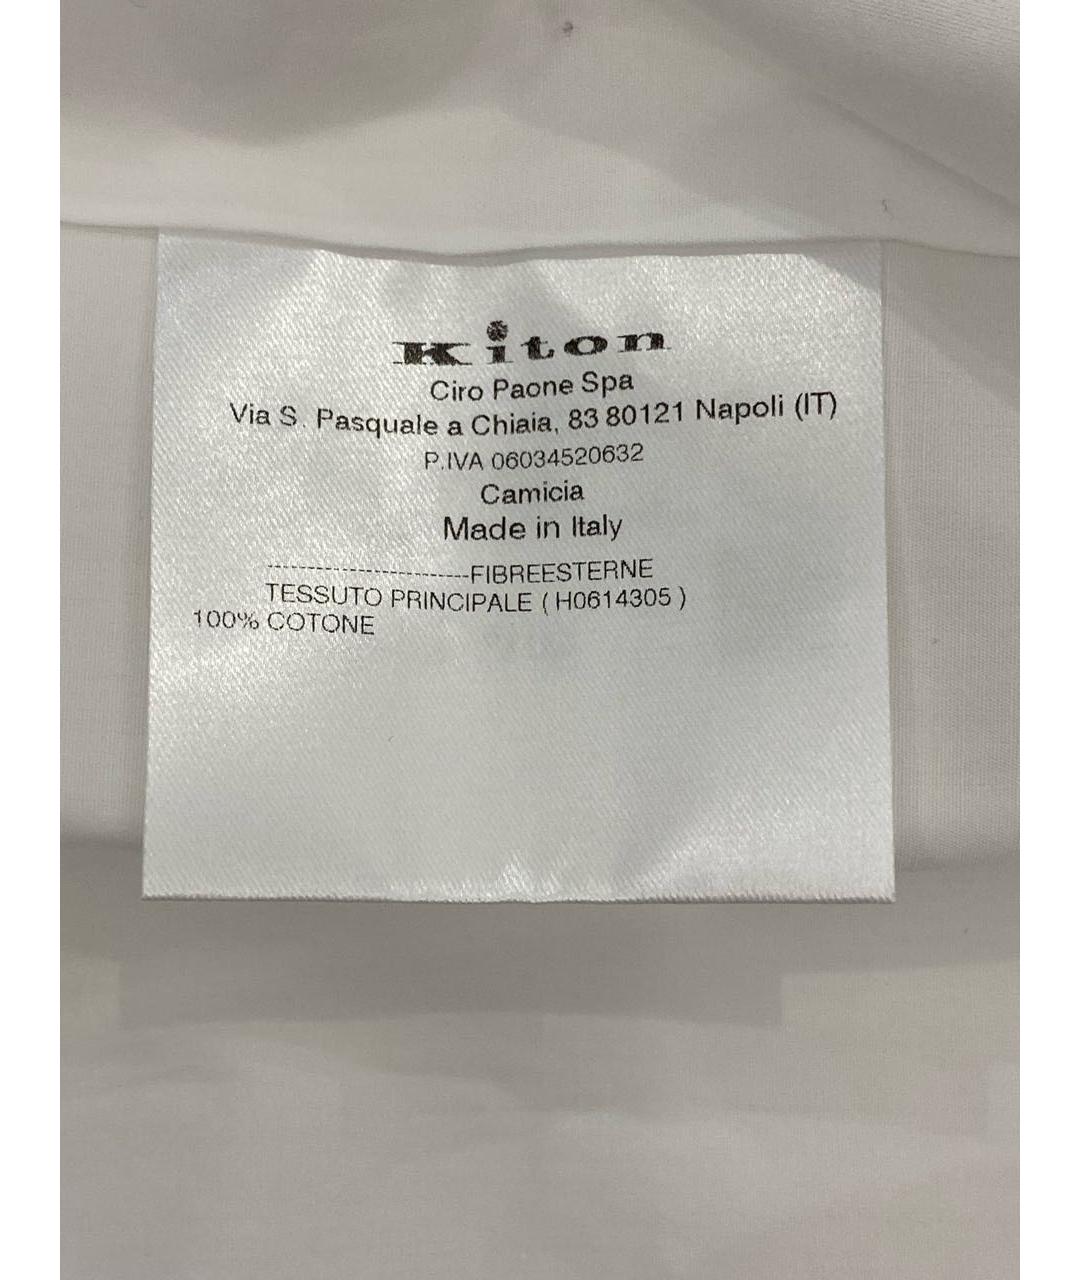 Kiton
Ciro Paone Spa
Via S. Pasquale a Chiaia, 83 80121 Napoli (IT)
P.IVA 06034520632
Camicia
Made in Italy
-------------------------FIBREESTERNE
TESSUTO PRINCIPALE ( H0614305 )
100% COTONE